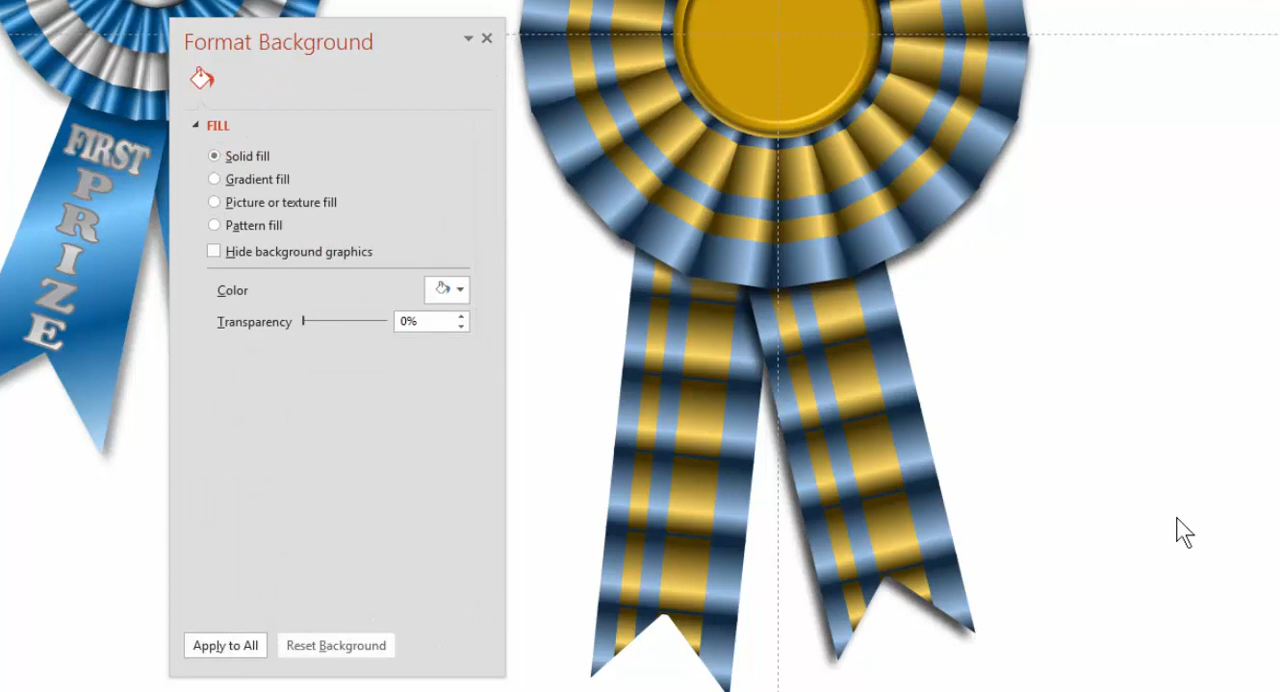 Format Background
FILL
Solid fill
Gradient fill
Picture or texture fill
Pattern fill
Hide background graphics
Color
Transparency 0%
Apply to All
Reset Background
FIRST
PRIZE